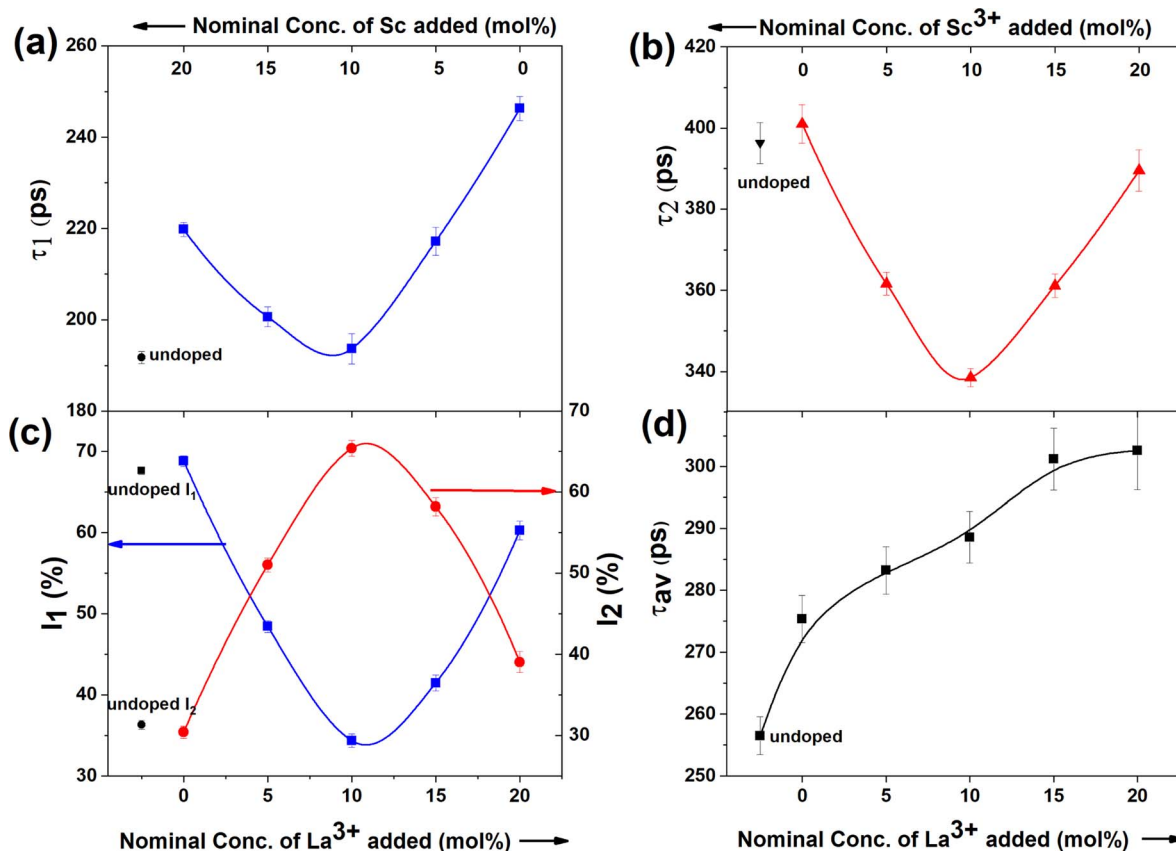 (a)
Nominal Conc. of Sc added (mol%)
20 15 10 5 0
260
240
220
200
180
τ1 (ps)
undoped
(b)
Nominal Conc. of Sc3+ added (mol%)
0 5 10 15 20
420
400
380
360
340
τ2 (ps)
undoped
(c)
70
60
50
40
30
I1 (%)
undoped I1
undoped I2
70
60
50
40
30
I2 (%)
0 5 10 15 20
Nominal Conc. of La3+ added (mol%)
(d)
300
290
280
270
260
250
τav (ps)
undoped
0 5 10 15 20
Nominal Conc. of La3+ added (mol%)